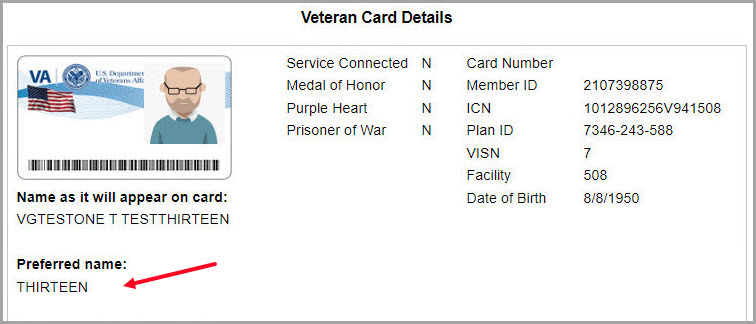 Veteran Card Details
VA
U.S. Department
of Veterans Affa
Name as it will appear on card:
VGTESTONE T TESTTHIRTEEN
Preferred name:
THIRTEEN
Service Connected N
Medal of Honor N
Purple Heart N
Prisoner of War N
Card Number
Member ID 2107398875
ICN 1012896256V941508
Plan ID 7346-243-588
VISN 7
Facility 508
Date of Birth 8/8/1950